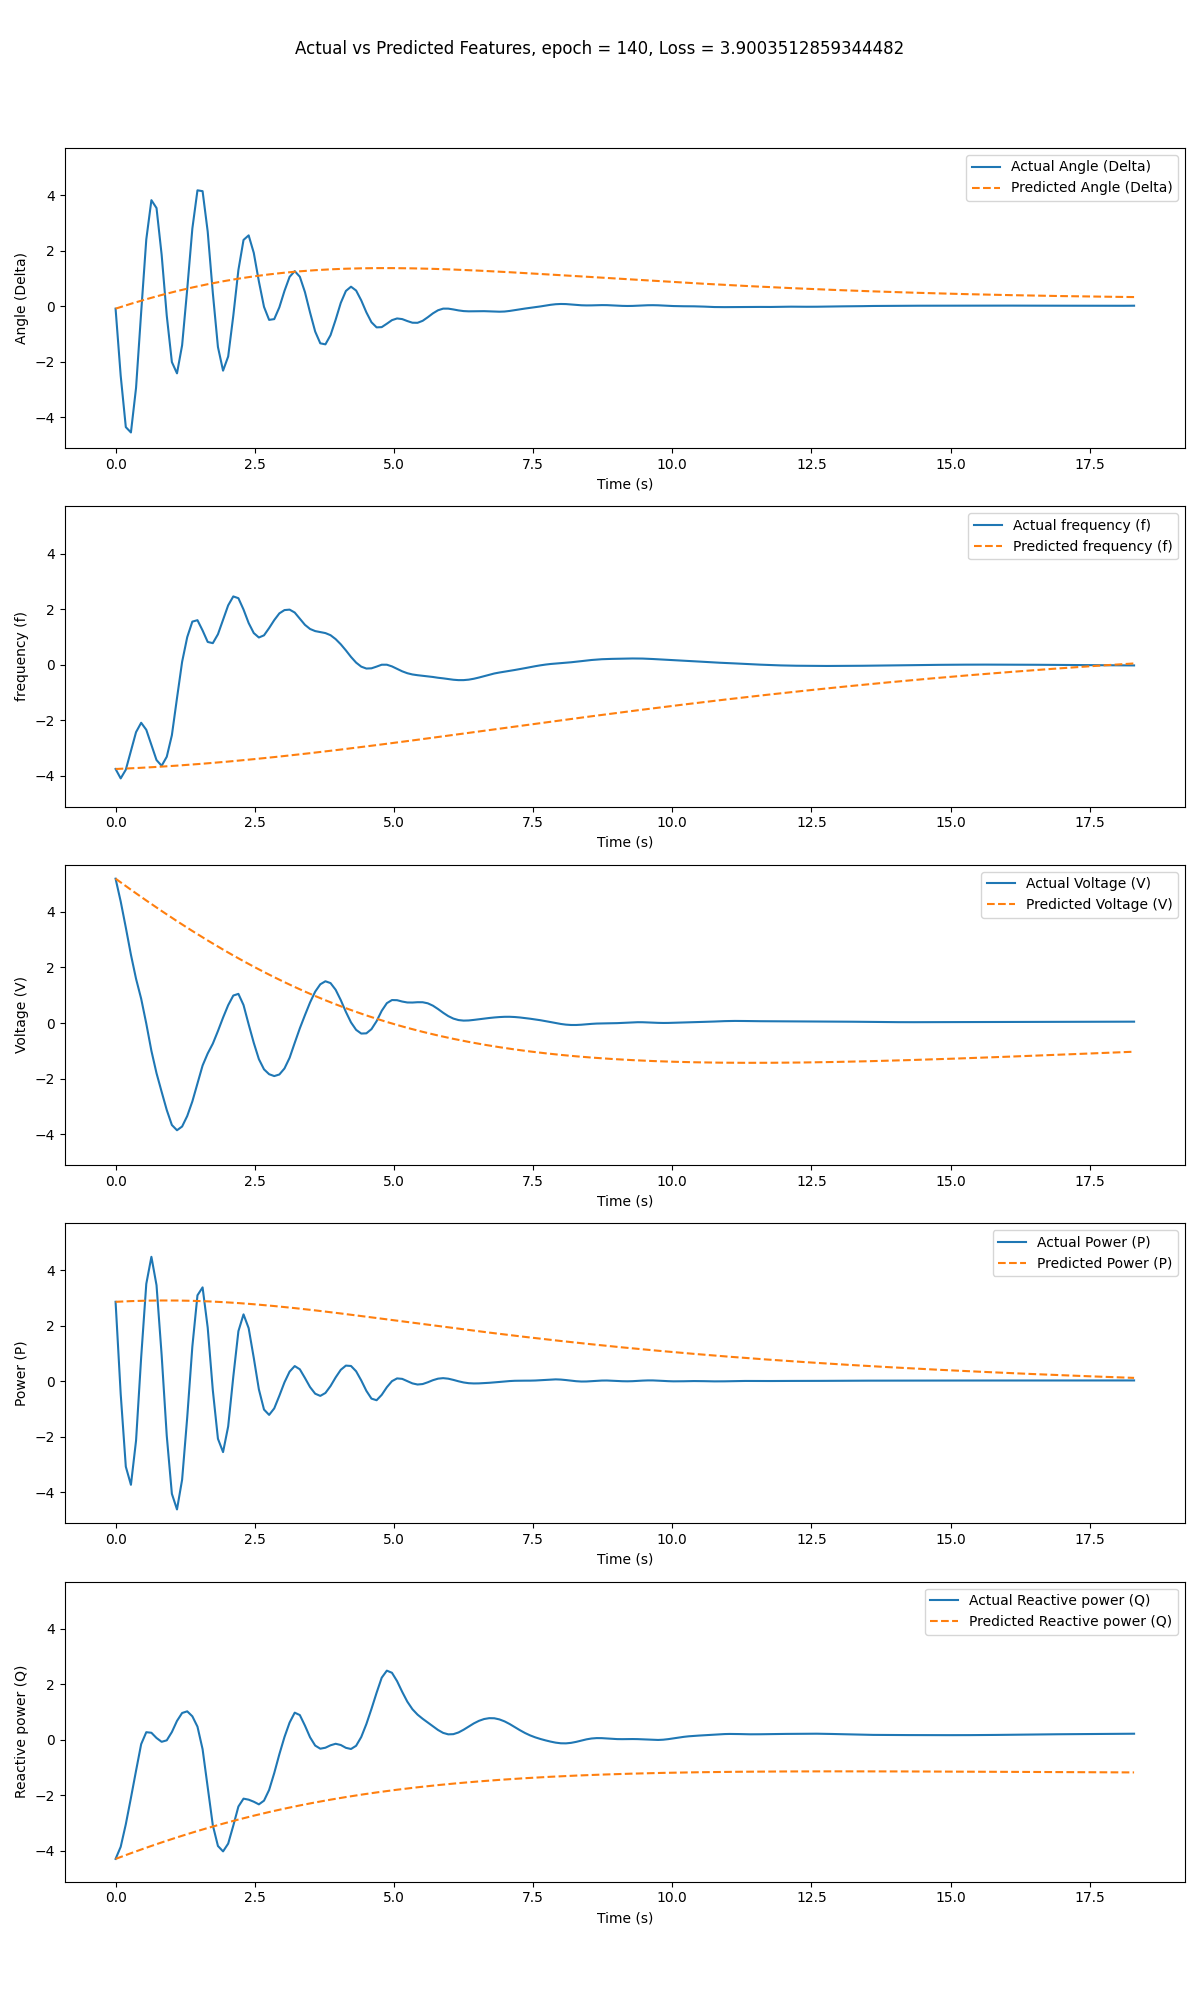 Actual vs Predicted Features, epoch = 140, Loss = 3.9003512859344482
Actual Angle (Delta)
Predicted Angle (Delta)
Angle (Delta)
4
2
0
−2
−4
0.0 2.5 5.0 7.5 10.0 12.5 15.0 17.5
Time (s)
Actual frequency (f)
Predicted frequency (f)
frequency (f)
4
2
0
−2
−4
0.0 2.5 5.0 7.5 10.0 12.5 15.0 17.5
Time (s)
Actual Voltage (V)
Predicted Voltage (V)
Voltage (V)
4
2
0
−2
−4
0.0 2.5 5.0 7.5 10.0 12.5 15.0 17.5
Time (s)
Actual Power (P)
Predicted Power (P)
Power (P)
4
2
0
−2
−4
0.0 2.5 5.0 7.5 10.0 12.5 15.0 17.5
Time (s)
Actual Reactive power (Q)
Predicted Reactive power (Q)
Reactive power (Q)
4
2
0
−2
−4
0.0 2.5 5.0 7.5 10.0 12.5 15.0 17.5
Time (s)